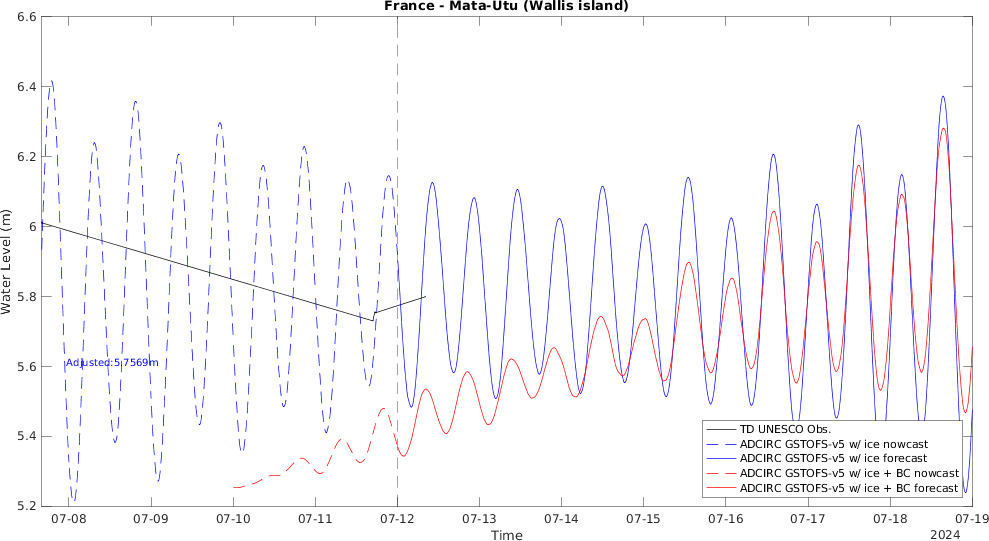 France - Mata-Utu (Wallis island)
6.6
6.4
6.2
6
5.8
5.6
5.4
5.2
Water Level (m)
Adjusted:5.7569m
TD UNESCO Obs.
ADCIRC GSTOFS-v5 w/ ice nowcast
ADCIRC GSTOFS-v5 w/ ice forecast
ADCIRC GSTOFS-v5 w/ ice + BC nowcast
ADCIRC GSTOFS-v5 w/ ice + BC forecast
07-08 07-09 07-10 07-11 07-12 07-13 07-14 07-15 07-16 07-17 07-18 07-19
Time
2024